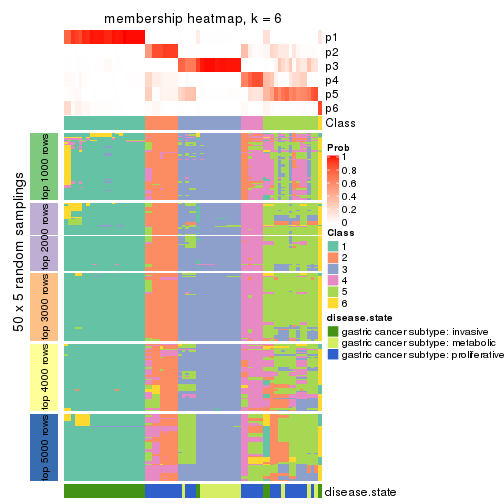 membership heatmap, k = 6
p1
p2
p3
p4
p5
p6
Class
50 x 5 random samplings
top 1000 rows
top 2000 rows
top 3000 rows
top 4000 rows
top 5000 rows
disease.state
Prob
1
0.8
0.6
0.4
0.2
0
Class
1
2
3
4
5
6
disease.state
gastric cancer subtype: invasive
gastric cancer subtype: metabolic
gastric cancer subtype: proliferative